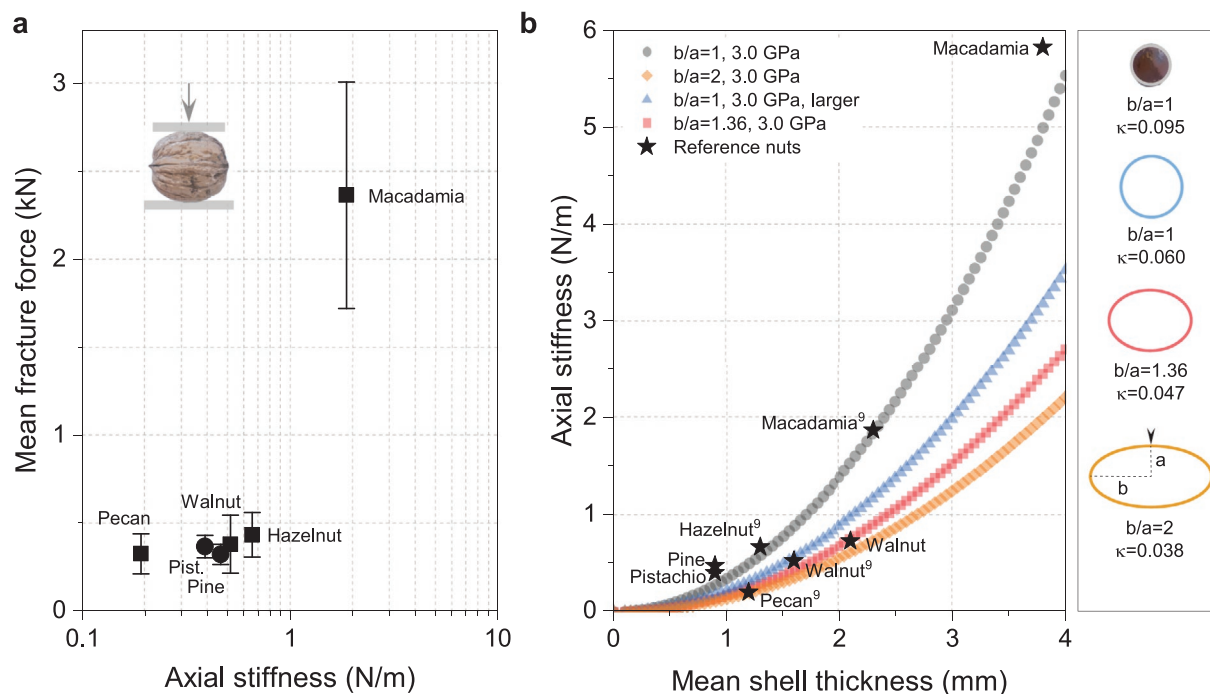 a
Mean fracture force (kN)
3
2
1
0
0.1
1
10
Axial stiffness (N/m)
Macadamia
Pecan
Walnut
Hazelnut
Pist.
Pine
b
Axial stiffness (N/m)
6
5
4
3
2
1
0
0
1
2
3
4
Mean shell thickness (mm)
b/a=1, 3.0 GPa
b/a=2, 3.0 GPa
b/a=1, 3.0 GPa, larger
b/a=1.36, 3.0 GPa
Reference nuts
Macadamia
Macadamia⁹
Hazelnut⁹
Pine
Pistachio
Walnut
Walnut⁹
Pecan⁹
b/a=1
κ=0.095
b/a=1
κ=0.060
b/a=1.36
κ=0.047
a
b
b/a=2
κ=0.038